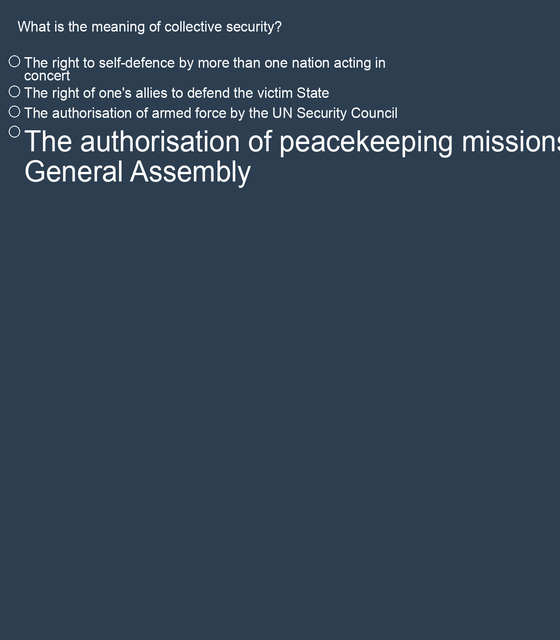 What is the meaning of collective security?
The right to self-defence by more than one nation acting in
concert
The right of one's allies to defend the victim State
The authorisation of armed force by the UN Security Council
The authorisation of peacekeeping missions
General Assembly